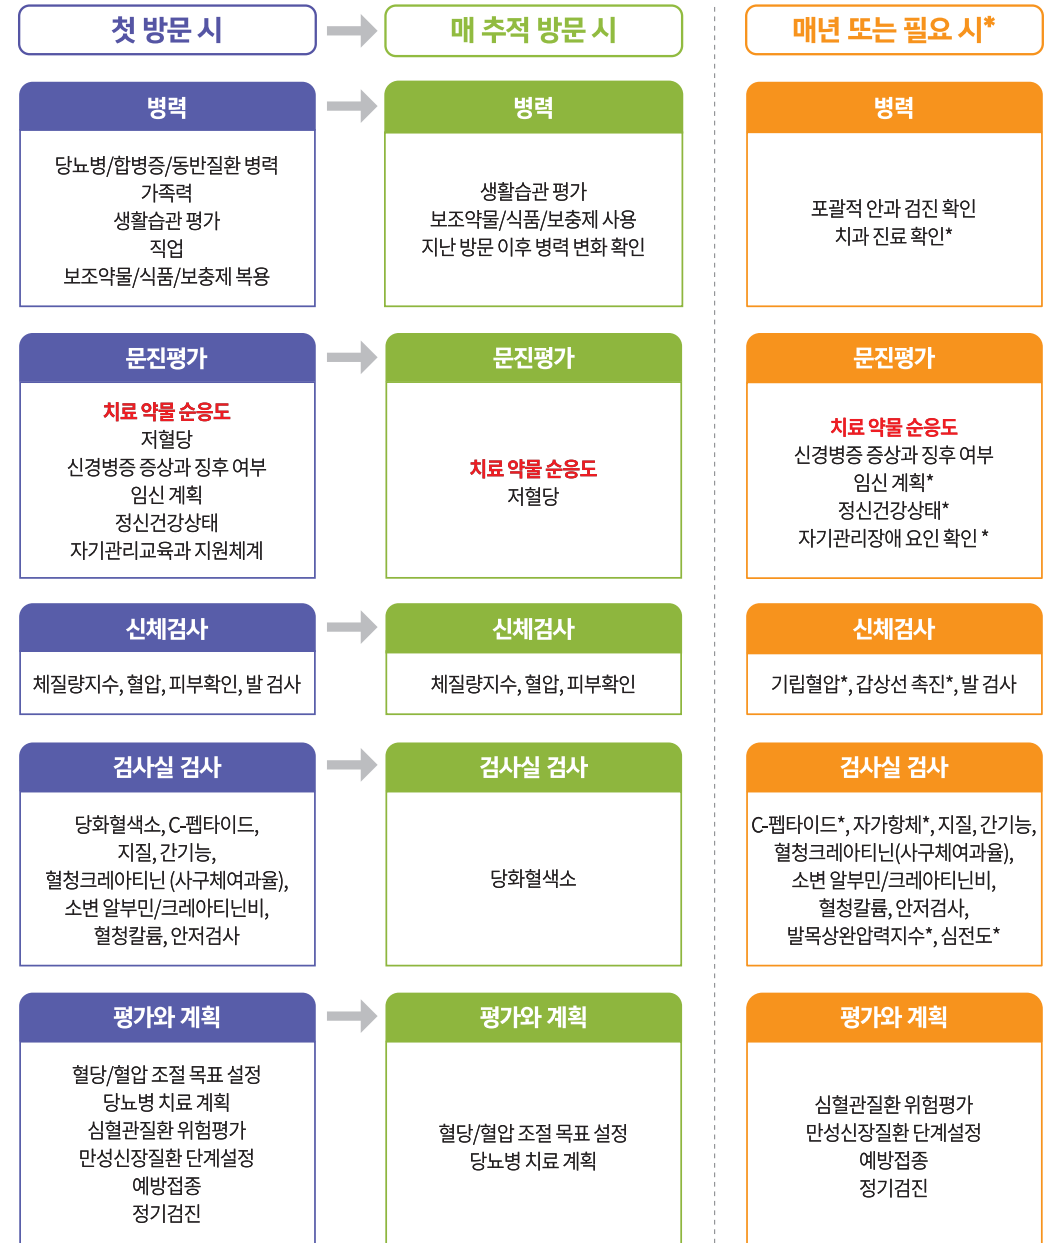 첫 방문 시
매 추적 방문 시
매년 또는 필요 시*
병력
당뇨병/합병증/동반질환 병력
가족력
생활습관 평가
직업
보조약물/식품/보충제 복용
병력
생활습관 평가
보조약물/식품/보충제 사용
지난 방문 이후 병력 변화 확인
병력
포괄적 안과 검진 확인
치과 진료 확인*
문진평가
치료 약물 순응도
저혈당
신경병증 증상과 징후 여부
임신 계획
정신건강상태
자기관리교육과 지원체계
문진평가
치료 약물 순응도
저혈당
문진평가
치료 약물 순응도
신경병증 증상과 징후 여부
임신 계획*
정신건강상태*
자기관리장애 요인 확인 *
신체검사
체질량지수, 혈압, 피부확인, 발 검사
신체검사
체질량지수, 혈압, 피부확인
신체검사
기립혈압*, 갑상선 촉진*, 발 검사
검사실 검사
당화혈색소, C-펩타이드,
지질, 간기능,
혈청크레아티닌 (사구체여과율),
소변 알부민/크레아티닌비,
혈청칼륨, 안저검사
검사실 검사
당화혈색소
검사실 검사
C-펩타이드*, 자가항체*, 지질, 간기능,
혈청크레아티닌(사구체여과율),
소변 알부민/크레아티닌비,
혈청칼륨, 안저검사,
발목상완압력지수*, 심전도*
평가와 계획
혈당/혈압 조절 목표 설정
당뇨병 치료 계획
심혈관질환 위험평가
만성신장질환 단계설정
예방접종
정기검진
평가와 계획
혈당/혈압 조절 목표 설정
당뇨병 치료 계획
평가와 계획
심혈관질환 위험평가
만성신장질환 단계설정
예방접종
정기검진